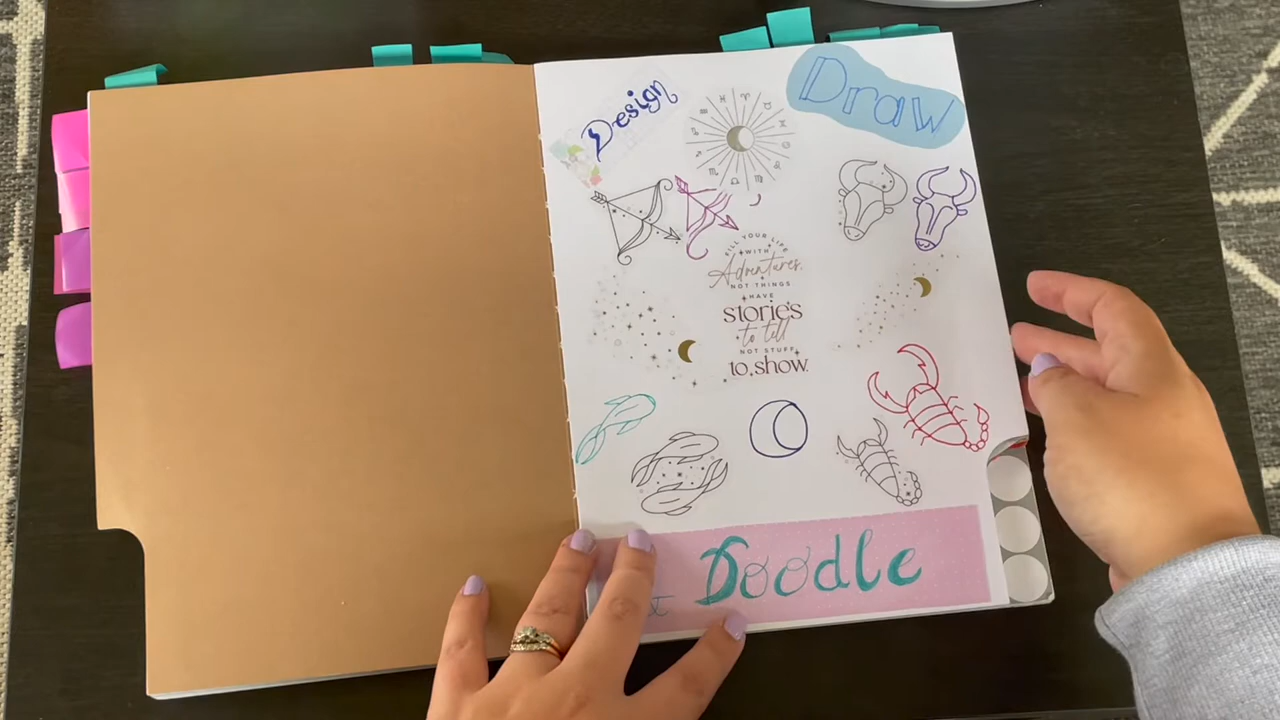 Design
Draw
FILL YOUR LIFE
WITH
Adventures,
NOT THINGS.
HAVE
stories
to tell
NOT STUFF
to show.
Doodle